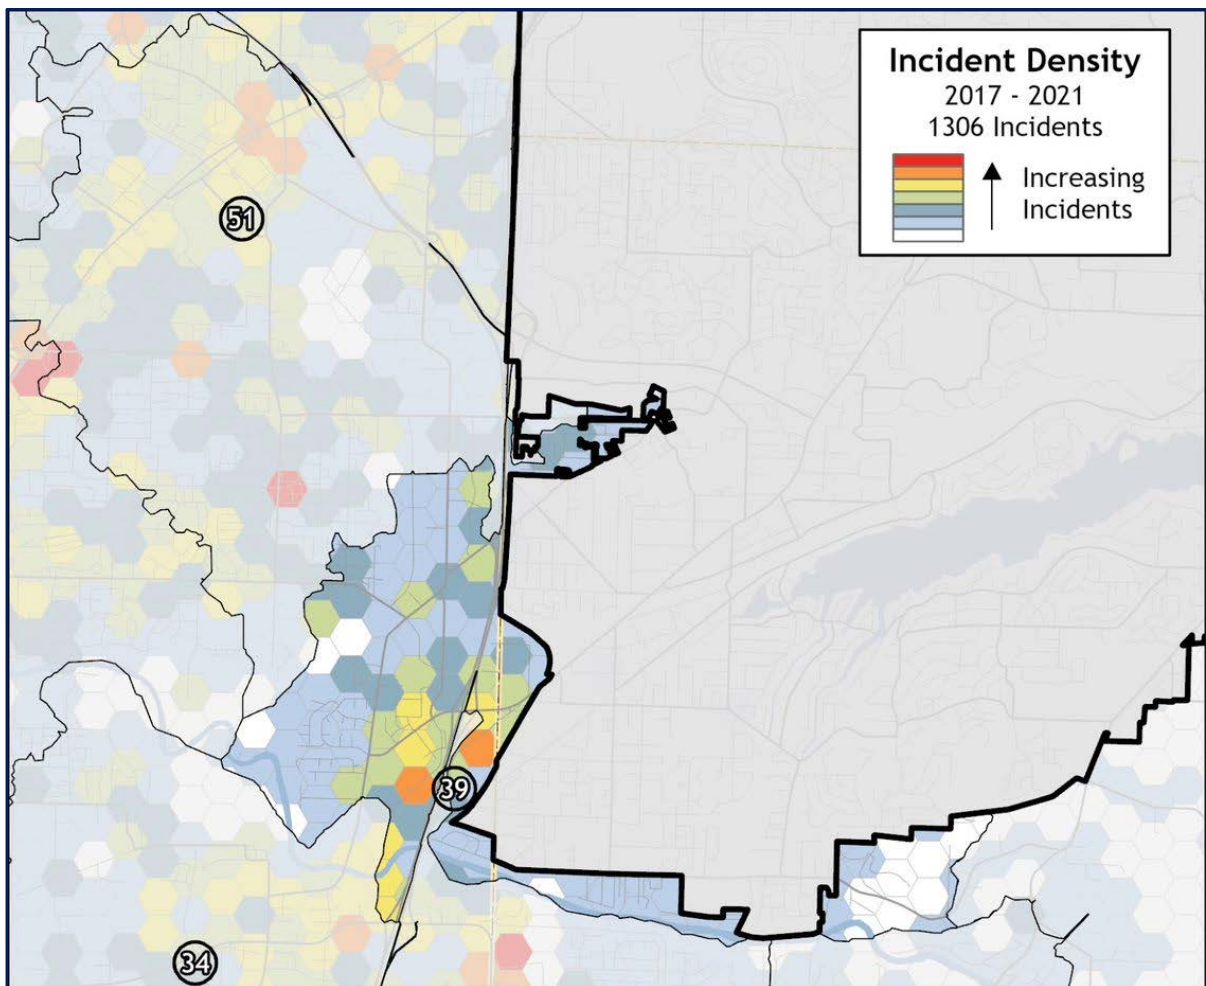 Incident Density
2017 - 2021
1306 Incidents
Increasing
Incidents
51
39
34